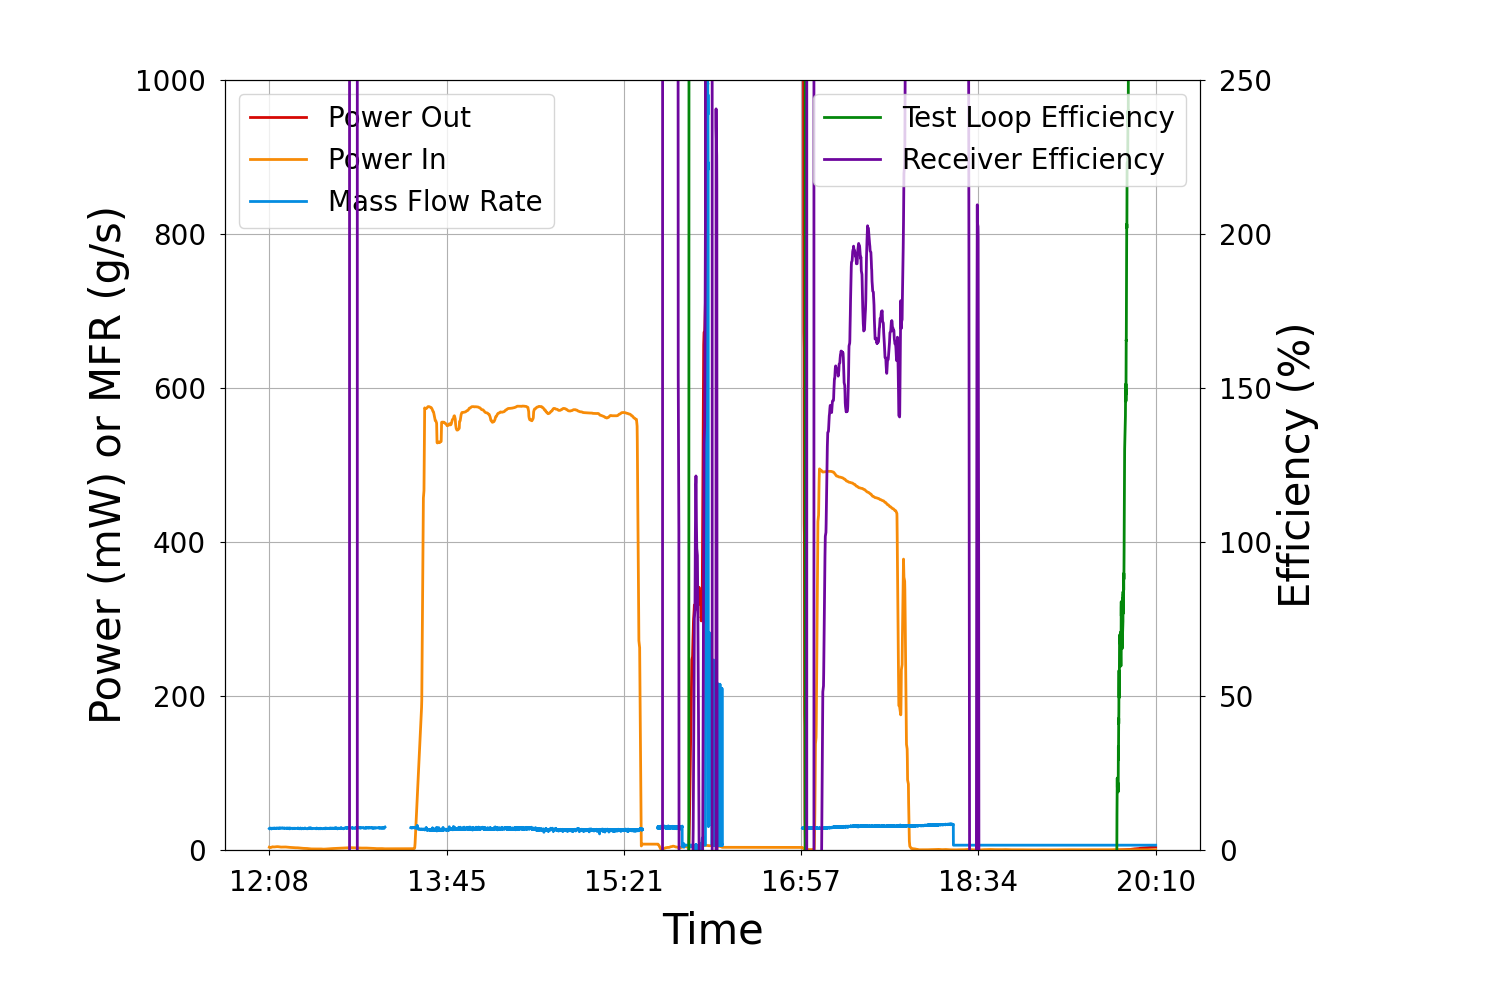 1000
800
600
400
200
0
Power (mW) or MFR (g/s)
Power Out
Power In
Mass Flow Rate
Test Loop Efficiency
Receiver Efficiency
250
200
150
100
50
0
Efficiency (%)
12:08 13:45 15:21 16:57 18:34 20:10
Time